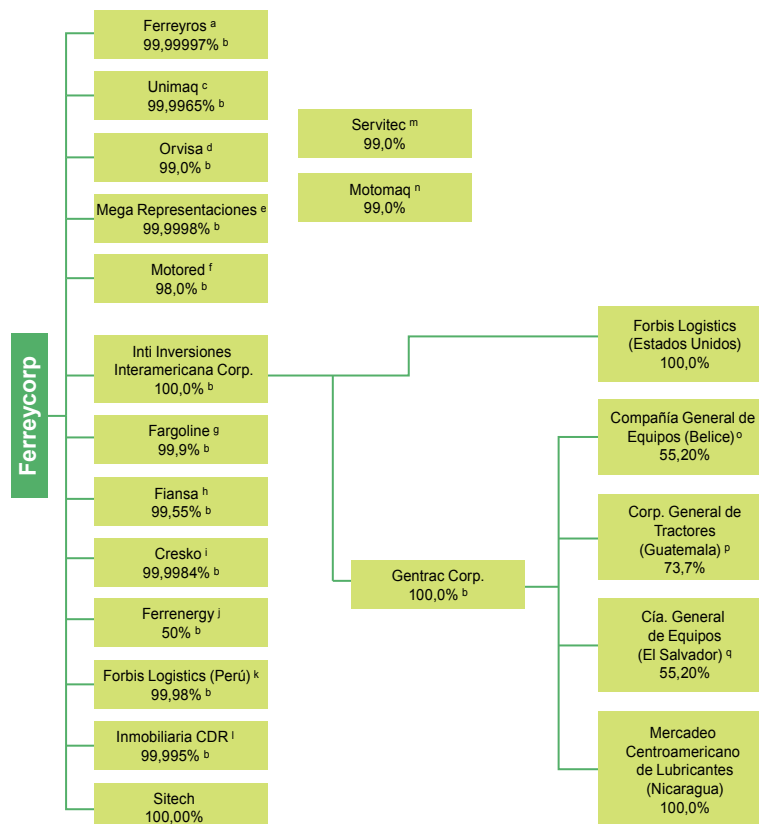 Ferreycorp
Ferreyros a
99,99997% b
Unimaq c
99,9965% b
Orvisa d
99,0% b
Mega Representaciones e
99,9998% b
Motored f
98,0% b
Inti Inversiones
Interamericana Corp.
100,0% b
Fargoline g
99,9% b
Fiansa h
99,55% b
Cresko i
99,9984% b
Ferrenergy j
50% b
Forbis Logistics (Perú) k
99,98% b
Inmobiliaria CDR l
99,995% b
Sitech
100,00%
Servitec m
99,0%
Motomaq n
99,0%
Gentrac Corp.
100,0% b
Forbis Logistics
(Estados Unidos)
100,0%
Compañía General de
Equipos (Belice) o
55,20%
Corp. General de
Tractores
(Guatemala) p
73,7%
Cía. General
de Equipos
(El Salvador) q
55,20%
Mercadeo
Centroamericano
de Lubricantes
(Nicaragua)
100,0%